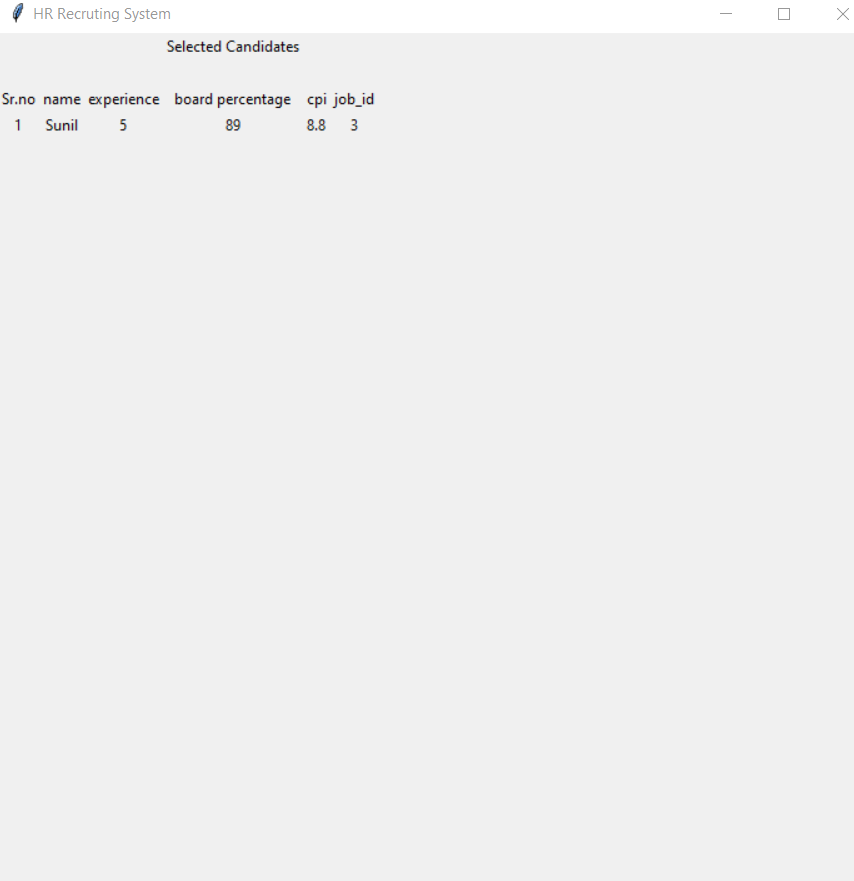 HR Recruting System
Selected Candidates
Sr.no name experience board percentage cpi job_id
1 Sunil 5 89 8.8 3